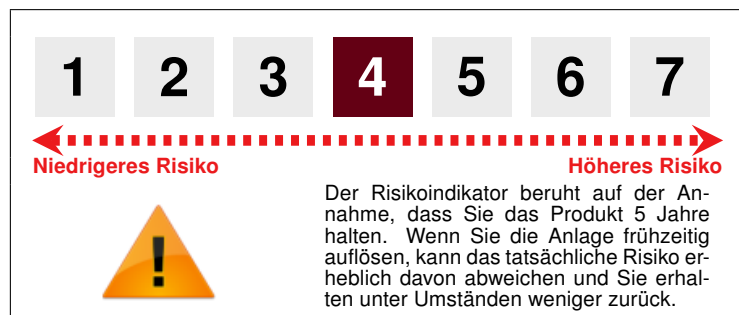 1 2 3 4 5 6 7
Niedrigeres Risiko Höheres Risiko
Der Risikoindikator beruht auf der An-
nahme, dass Sie das Produkt 5 Jahre
halten. Wenn Sie die Anlage frühzeitig
auflösen, kann das tatsächliche Risiko er-
heblich davon abweichen und Sie erhal-
ten unter Umständen weniger zurück.
!